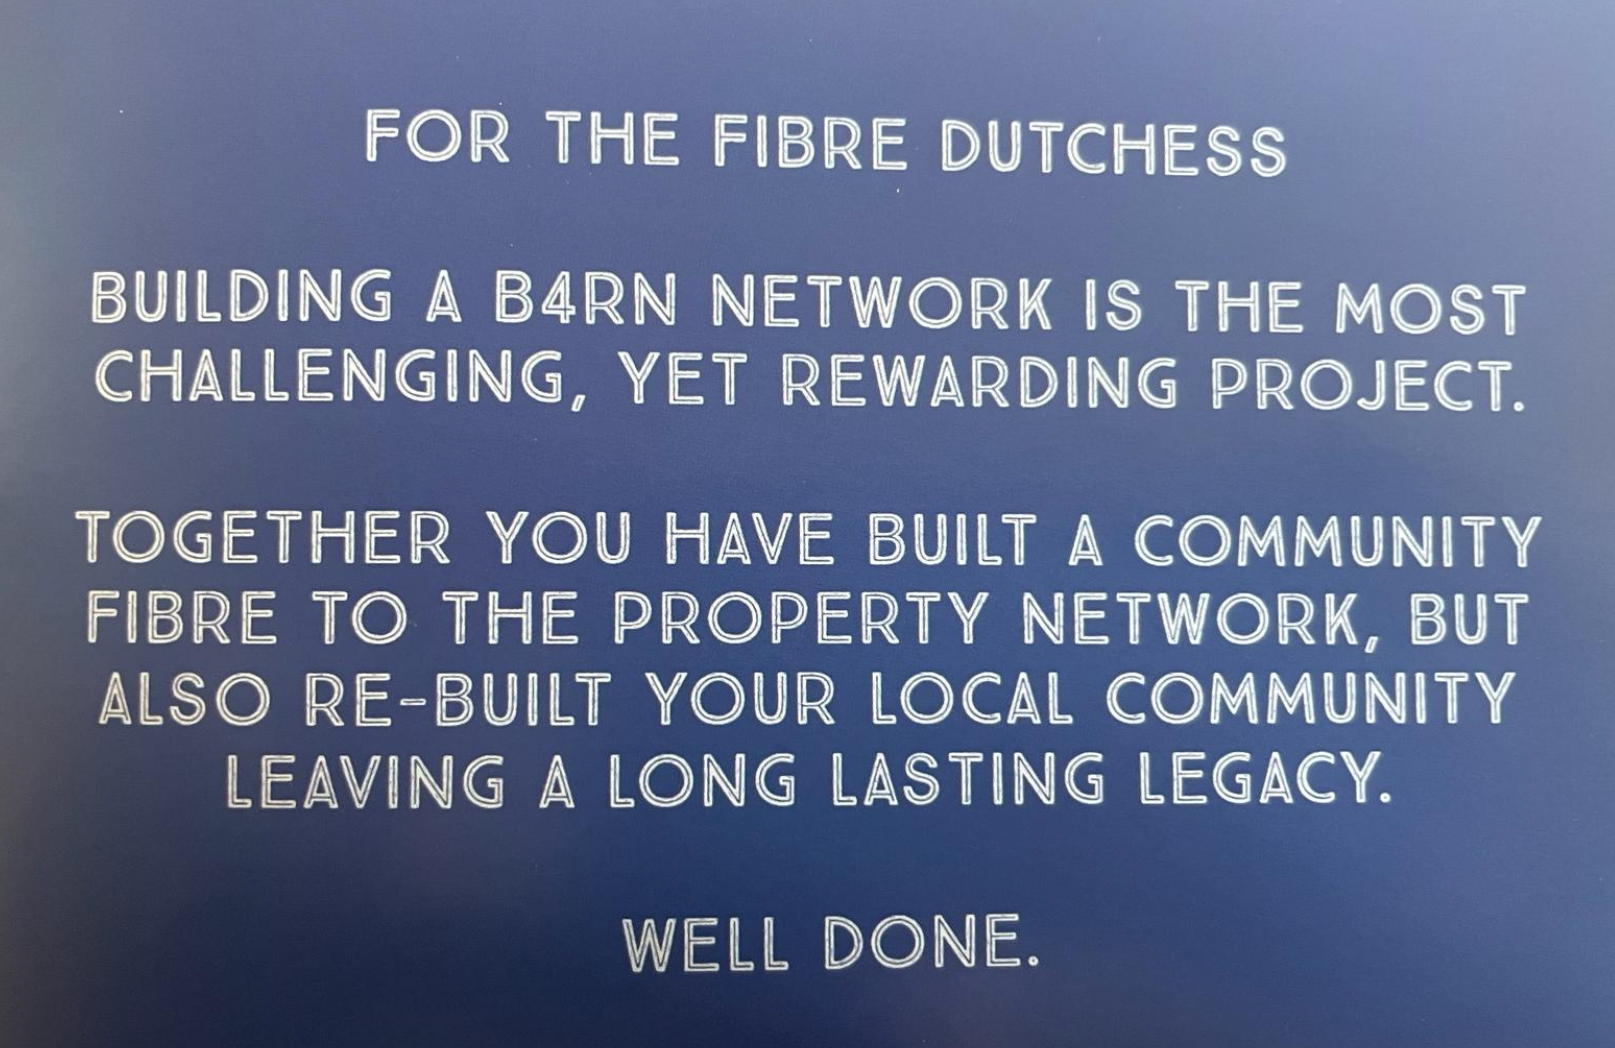 FOR THE FIBRE DUTCHESS
BUILDING A B4RN NETWORK IS THE MOST
CHALLENGING, YET REWARDING PROJECT.
TOGETHER YOU HAVE BUILT A COMMUNITY
FIBRE TO THE PROPERTY NETWORK, BUT
ALSO RE-BUILT YOUR LOCAL COMMUNITY
LEAVING A LONG LASTING LEGACY.
WELL DONE.